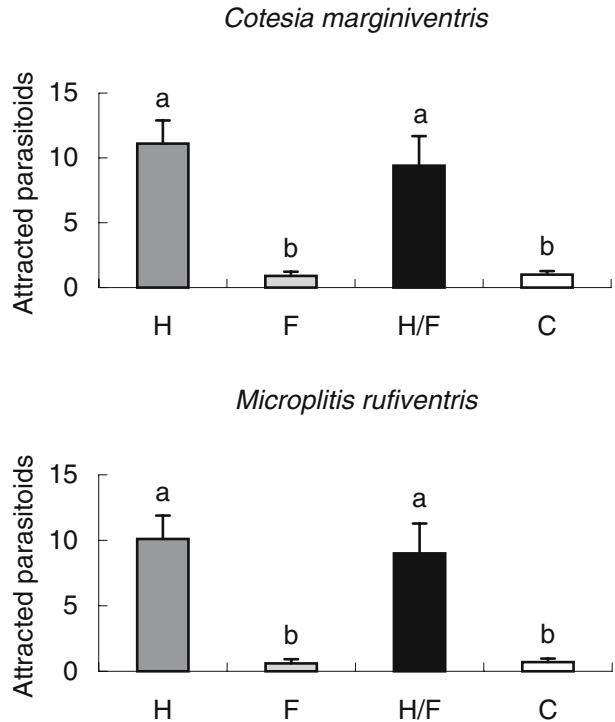 Cotesia marginiventris
Attracted parasitoids
15
10
5
0
a
b
a
b
H
F
H/F
C
Microplitis rufiventris
Attracted parasitoids
15
10
5
0
a
b
a
b
H
F
H/F
C